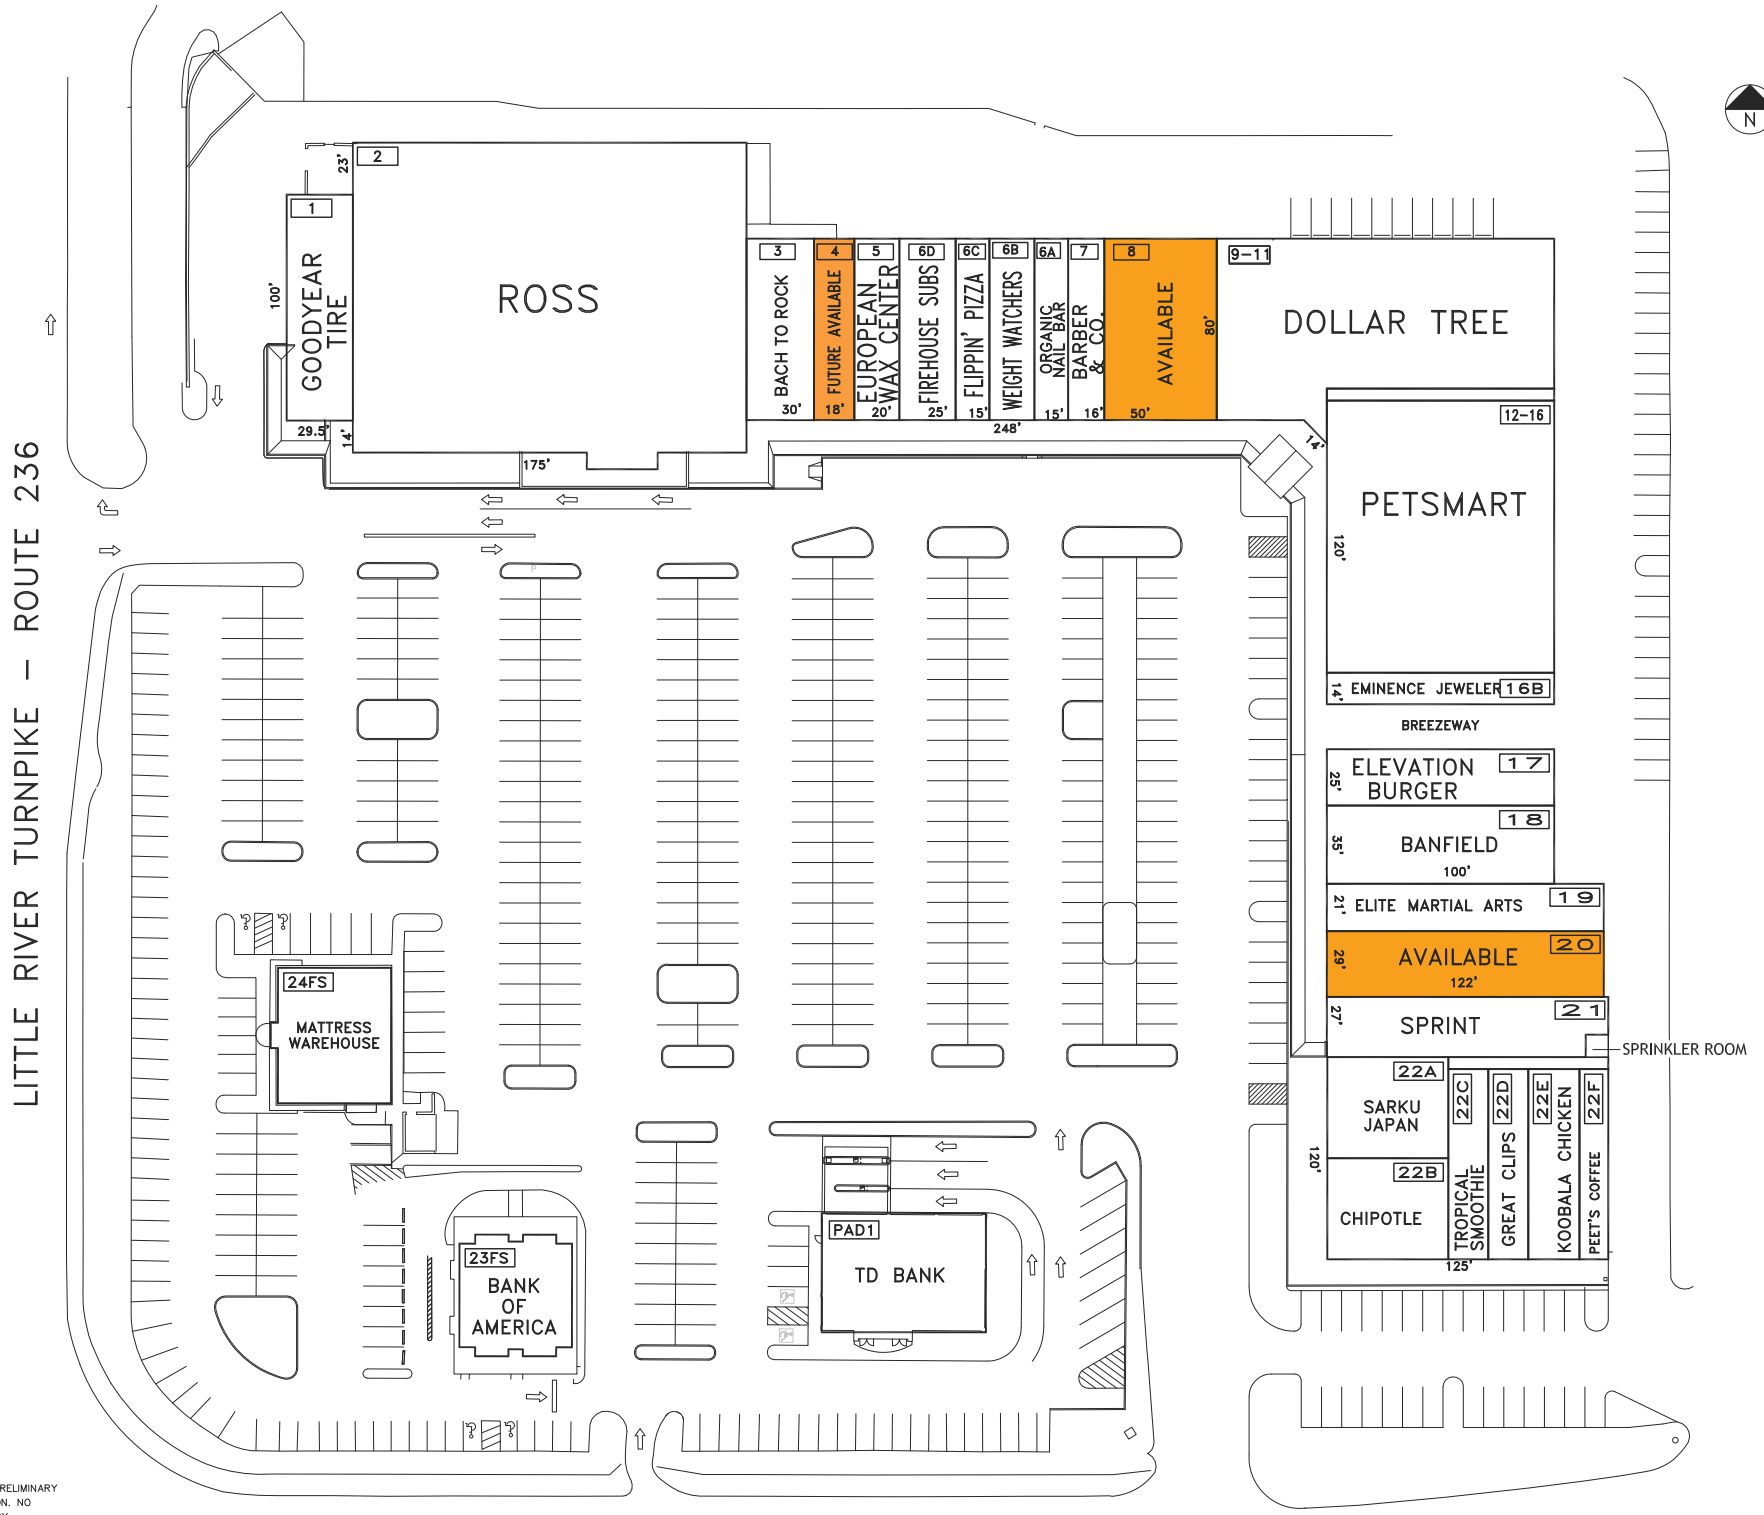 N
LITTLE RIVER TURNPIKE – ROUTE 236
1
GOODYEAR
TIRE
100'
29.5'
23'
14'
2
ROSS
175'
3
BACH TO ROCK
30'
4
FUTURE AVAILABLE
18'
5
EUROPEAN
WAX CENTER
20'
6D
FIREHOUSE SUBS
25'
6C
FLIPPIN' PIZZA
15'
6B
WEIGHT WATCHERS
6A
ORGANIC
NAIL BAR
15'
7
BARBER
& CO.
16'
8
AVAILABLE
80'
50'
248'
9-11
DOLLAR TREE
14'
12-16
PETSMART
120'
EMINENCE JEWELER
16B
14'
BREEZEWAY
17
ELEVATION
BURGER
25'
18
BANFIELD
35'
100'
19
ELITE MARTIAL ARTS
21'
20
AVAILABLE
29'
122'
21
SPRINT
27'
SPRINKLER ROOM
22A
SARKU
JAPAN
22B
CHIPOTLE
22C
TROPICAL
SMOOTHIE
22D
GREAT CLIPS
22E
KOOBALA CHICKEN
22F
PEET'S COFFEE
120'
125'
24FS
MATTRESS
WAREHOUSE
23FS
BANK
OF
AMERICA
PAD1
TD BANK
RELIMINARY
ON. NO